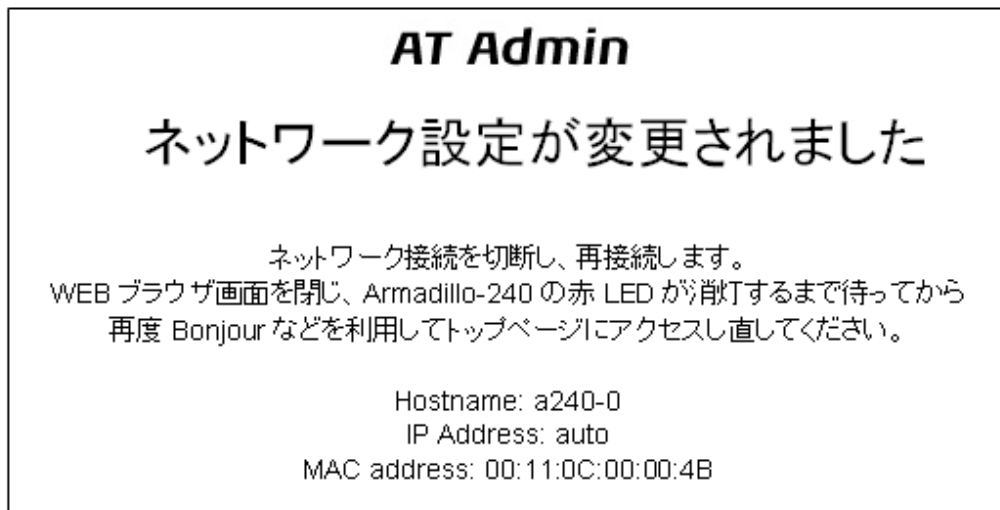 AT Admin
ネットワーク設定が変更されました
ネットワーク接続を切断し、再接続します。
WEB ブラウザ画面を閉じ、Armadillo-240 の赤 LED が消灯するまで待ってから
再度 Bonjour などを利用してトップページにアクセスし直してください。
Hostname: a240-0
IP Address: auto
MAC address: 00:11:0C:00:00:4B